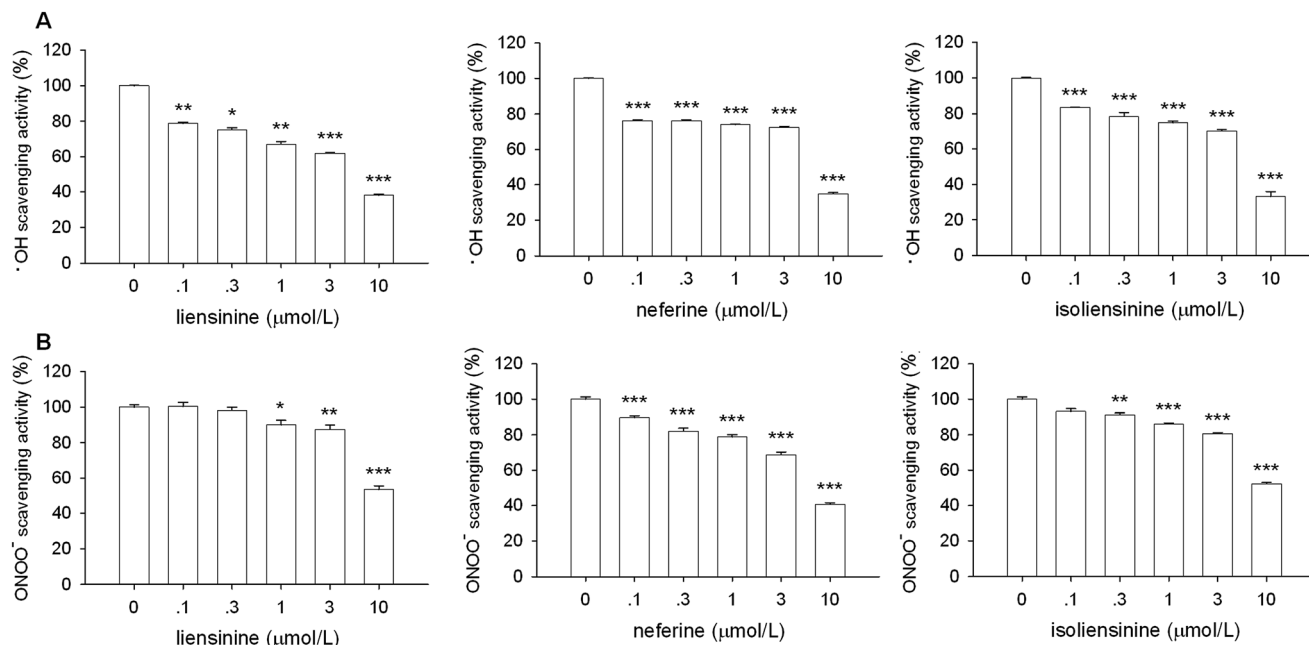 A
·OH scavenging activity (%)
120
100
80
60
40
20
0
** * ** *** ***
0 .1 .3 1 3 10
liensinine (μmol/L)
·OH scavenging activity (%)
120
100
80
60
40
20
0
*** *** *** *** ***
0 .1 .3 1 3 10
neferine (μmol/L)
·OH scavenging activity (%)
120
100
80
60
40
20
0
*** *** *** *** ***
0 .1 .3 1 3 10
isoliensinine (μmol/L)
B
ONOO⁻ scavenging activity (%)
120
100
80
60
40
20
0
* ** ***
0 .1 .3 1 3 10
liensinine (μmol/L)
ONOO⁻ scavenging activity (%)
120
100
80
60
40
20
0
*** *** *** *** ***
0 .1 .3 1 3 10
neferine (μmol/L)
ONOO⁻ scavenging activity (%)
120
100
80
60
40
20
0
** *** *** ***
0 .1 .3 1 3 10
isoliensinine (μmol/L)